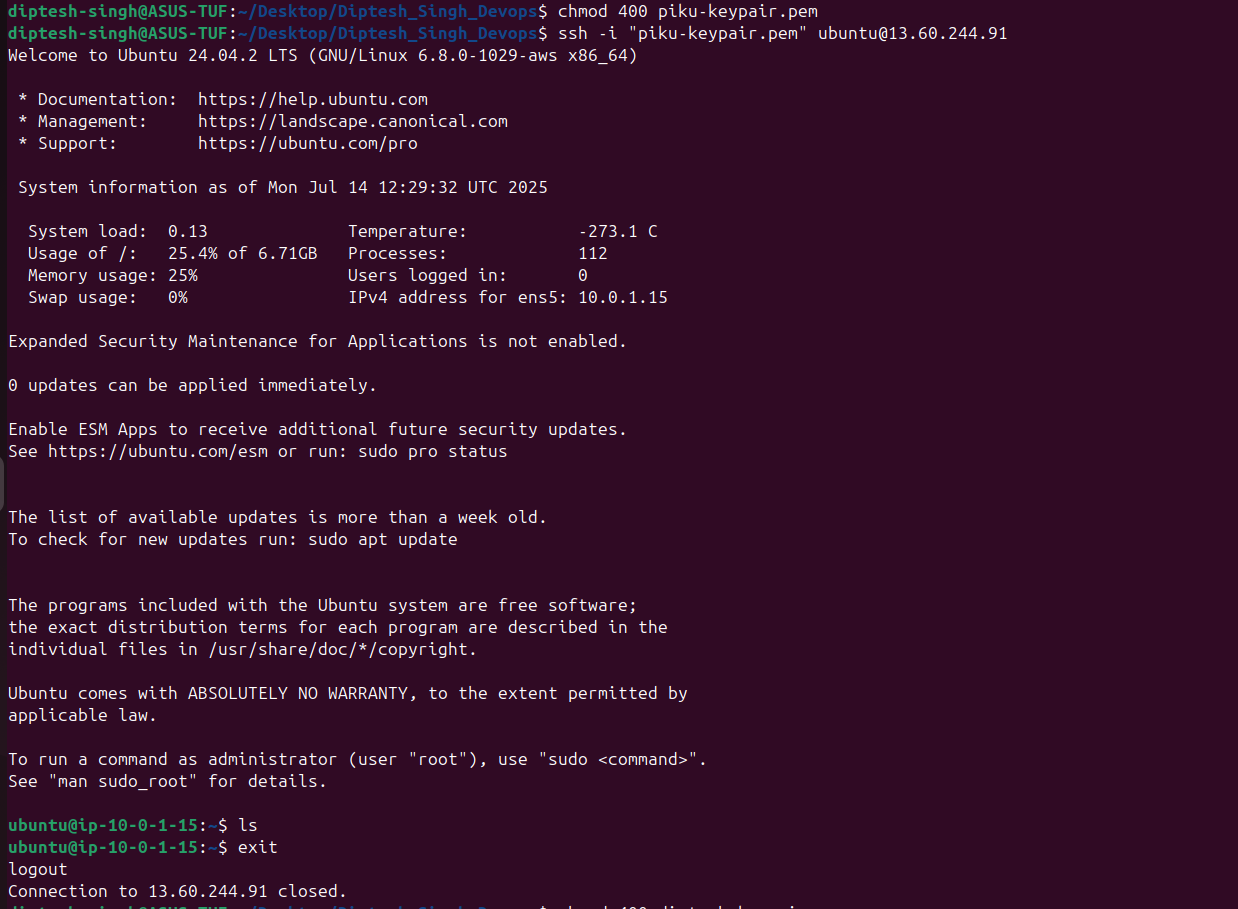 diptesh-singh@ASUS-TUF:~/Desktop/Diptesh_Singh_Devops$ chmod 400 piku-keypair.pem
diptesh-singh@ASUS-TUF:~/Desktop/Diptesh_Singh_Devops$ ssh -i "piku-keypair.pem" ubuntu@13.60.244.91
Welcome to Ubuntu 24.04.2 LTS (GNU/Linux 6.8.0-1029-aws x86_64)
* Documentation:  https://help.ubuntu.com
* Management:     https://landscape.canonical.com
* Support:        https://ubuntu.com/pro
System information as of Mon Jul 14 12:29:32 UTC 2025
System load:  0.13              Temperature:           -273.1 C
Usage of /:   25.4% of 6.71GB   Processes:             112
Memory usage: 25%               Users logged in:       0
Swap usage:   0%                IPv4 address for ens5: 10.0.1.15
Expanded Security Maintenance for Applications is not enabled.
0 updates can be applied immediately.
Enable ESM Apps to receive additional future security updates.
See https://ubuntu.com/esm or run: sudo pro status
The list of available updates is more than a week old.
To check for new updates run: sudo apt update
The programs included with the Ubuntu system are free software;
the exact distribution terms for each program are described in the
individual files in /usr/share/doc/*/copyright.
Ubuntu comes with ABSOLUTELY NO WARRANTY, to the extent permitted by
applicable law.
To run a command as administrator (user "root"), use "sudo <command>".
See "man sudo_root" for details.
ubuntu@ip-10-0-1-15:~$ ls
ubuntu@ip-10-0-1-15:~$ exit
logout
Connection to 13.60.244.91 closed.